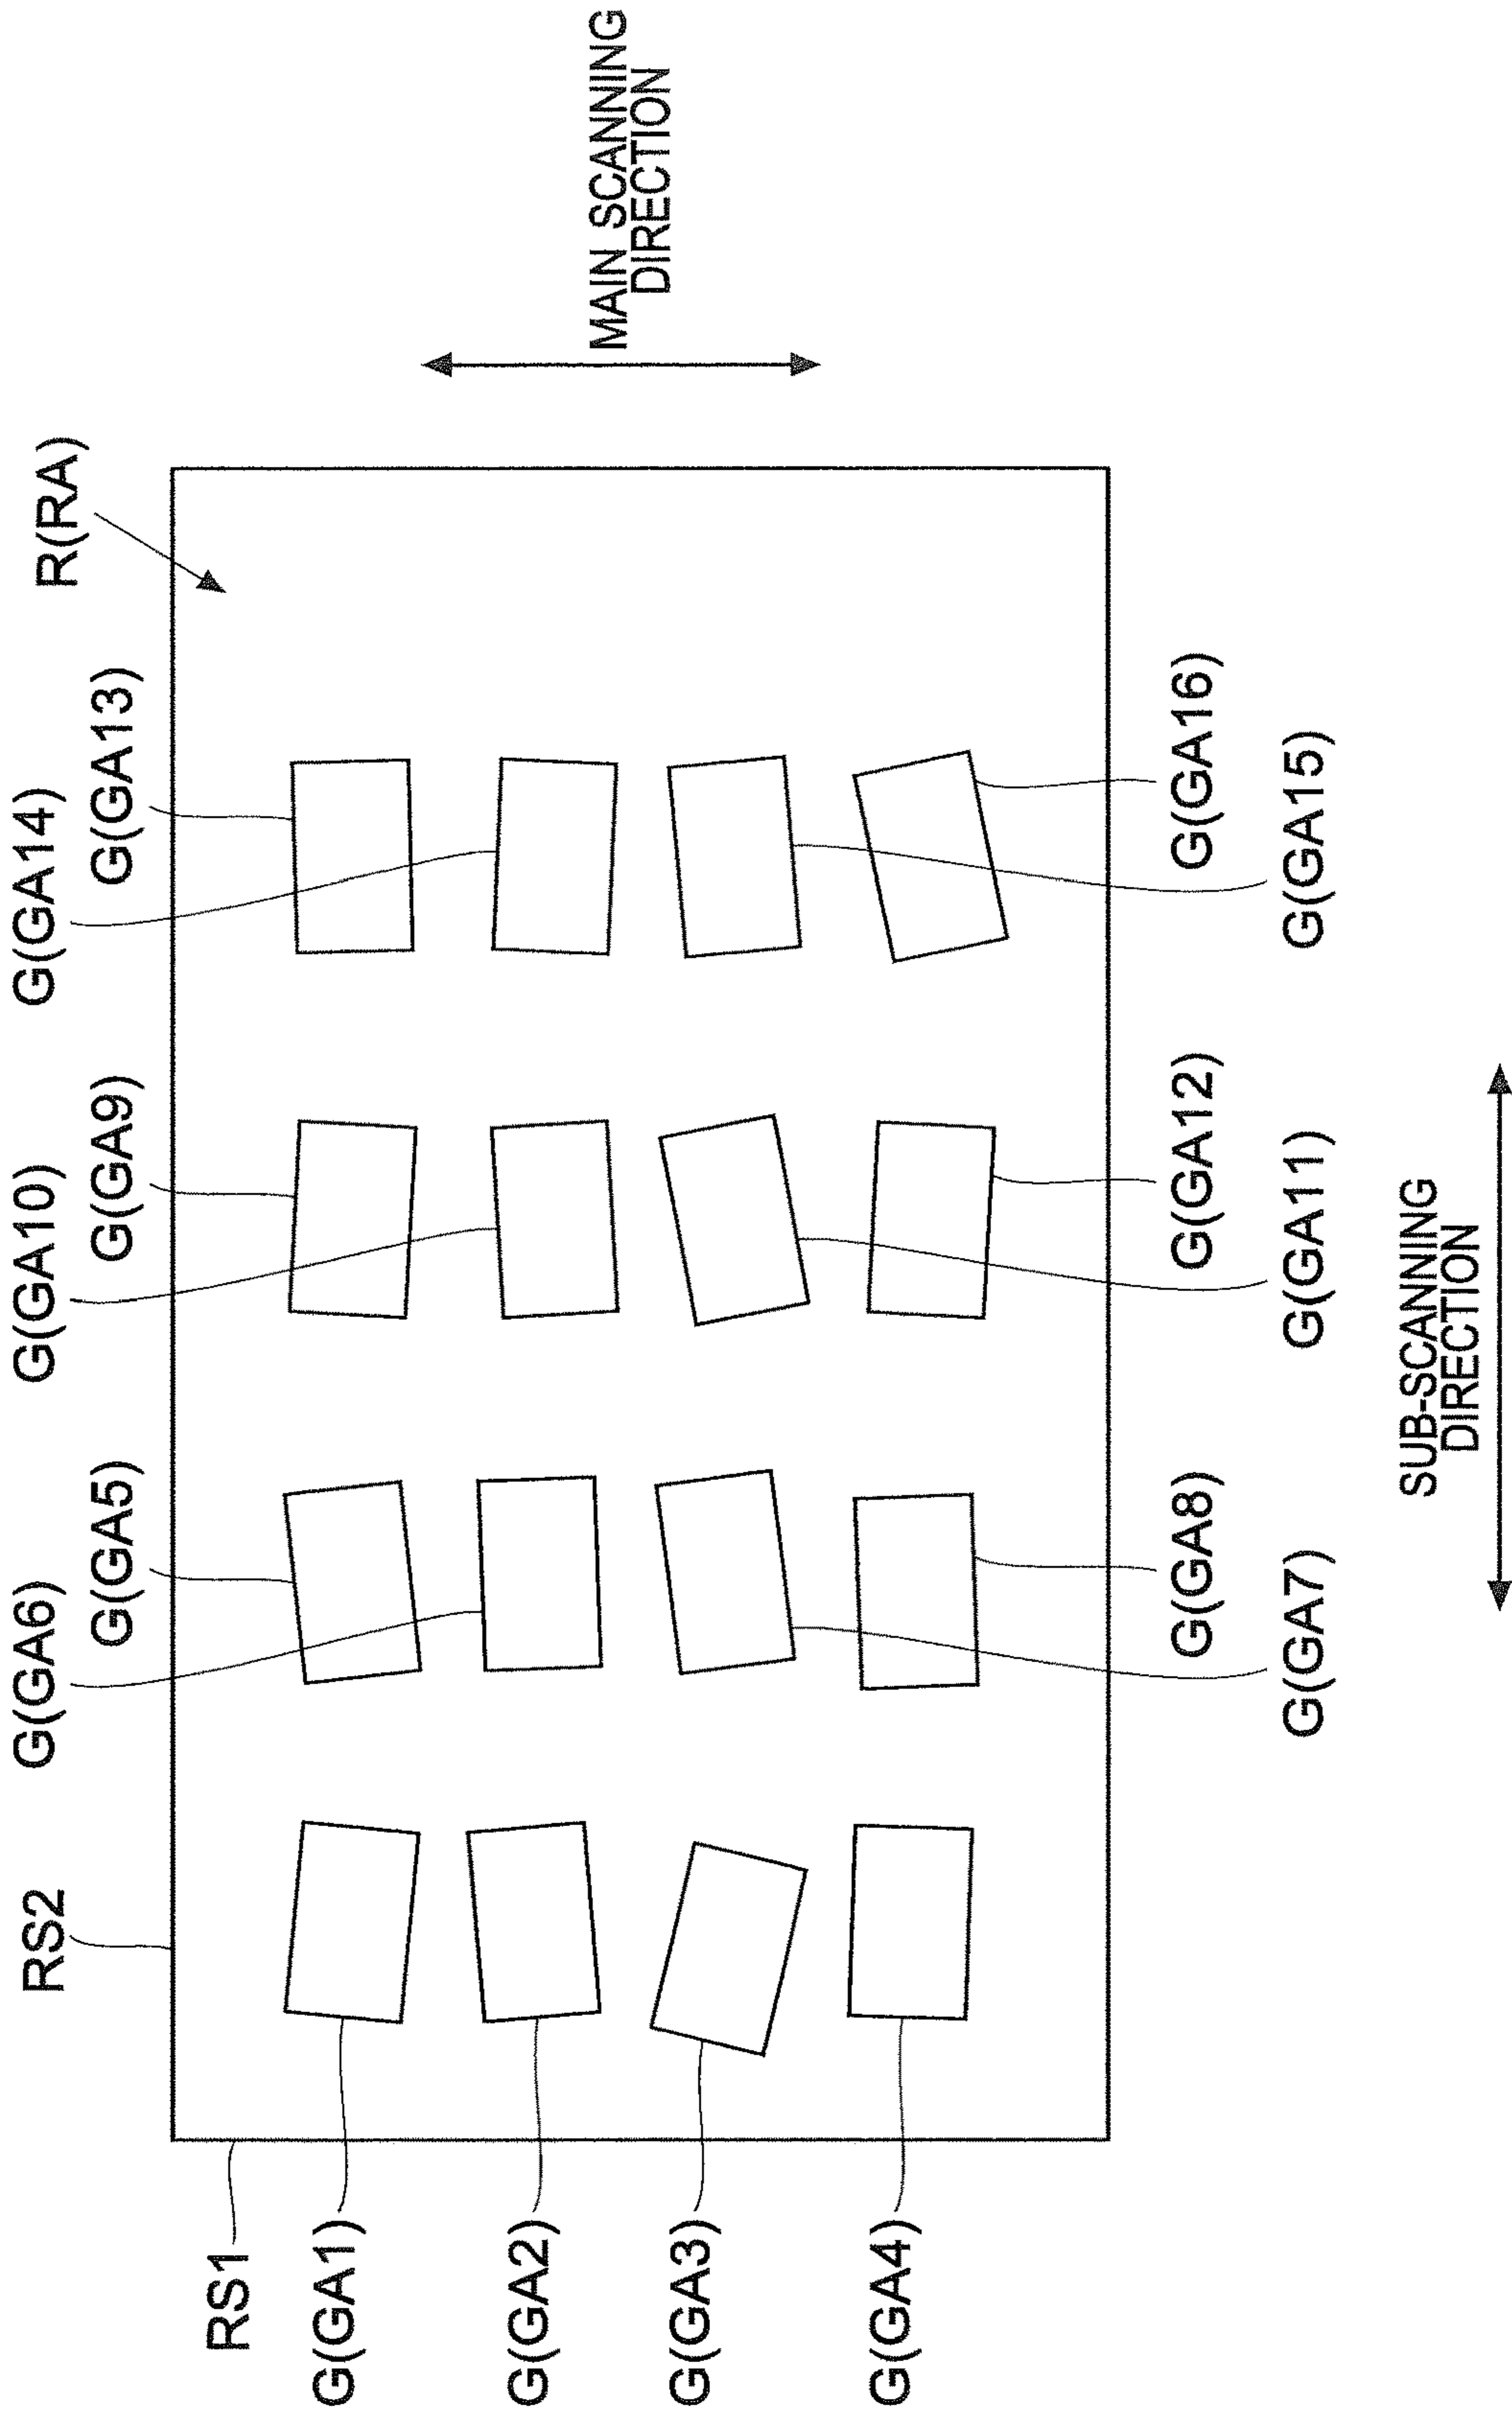 G(GA14)
G(GA13)
R(RA)
G(GA10)
G(GA9)
G(GA6)
G(GA5)
RS2
RS1
G(GA1)
G(GA2)
G(GA3)
G(GA4)
G(GA8)
G(GA7)
G(GA12)
G(GA11)
G(GA16)
G(GA15)
MAIN SCANNING
DIRECTION
SUB-SCANNING
DIRECTION